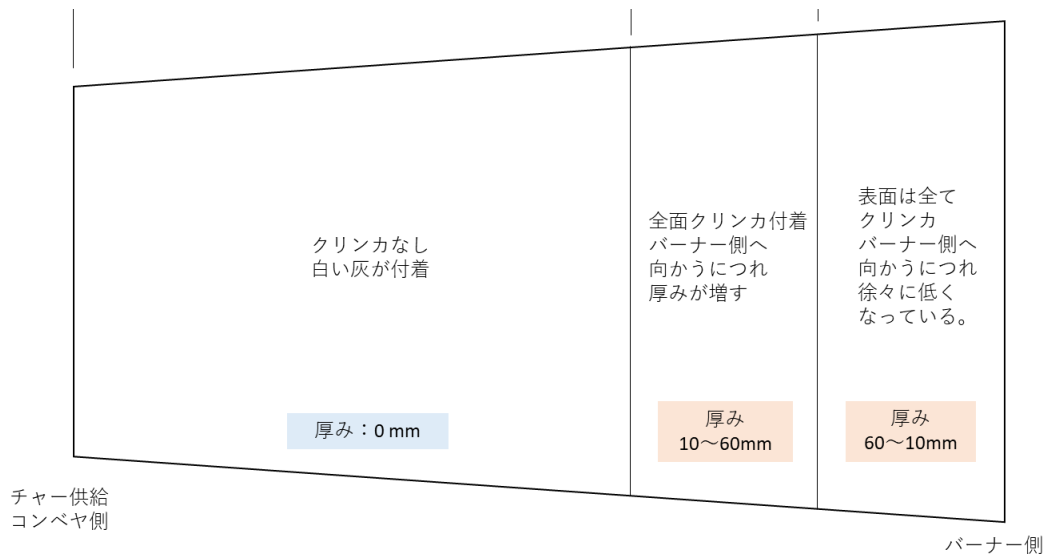 クリンカなし
白い灰が付着
厚み：0 mm
全面クリンカ付着
バーナー側へ
向かうにつれ
厚みが増す
厚み
10～60mm
表面は全て
クリンカ
バーナー側へ
向かうにつれ
徐々に低く
なっている。
厚み
60～10mm
チャー供給
コンベヤ側
バーナー側